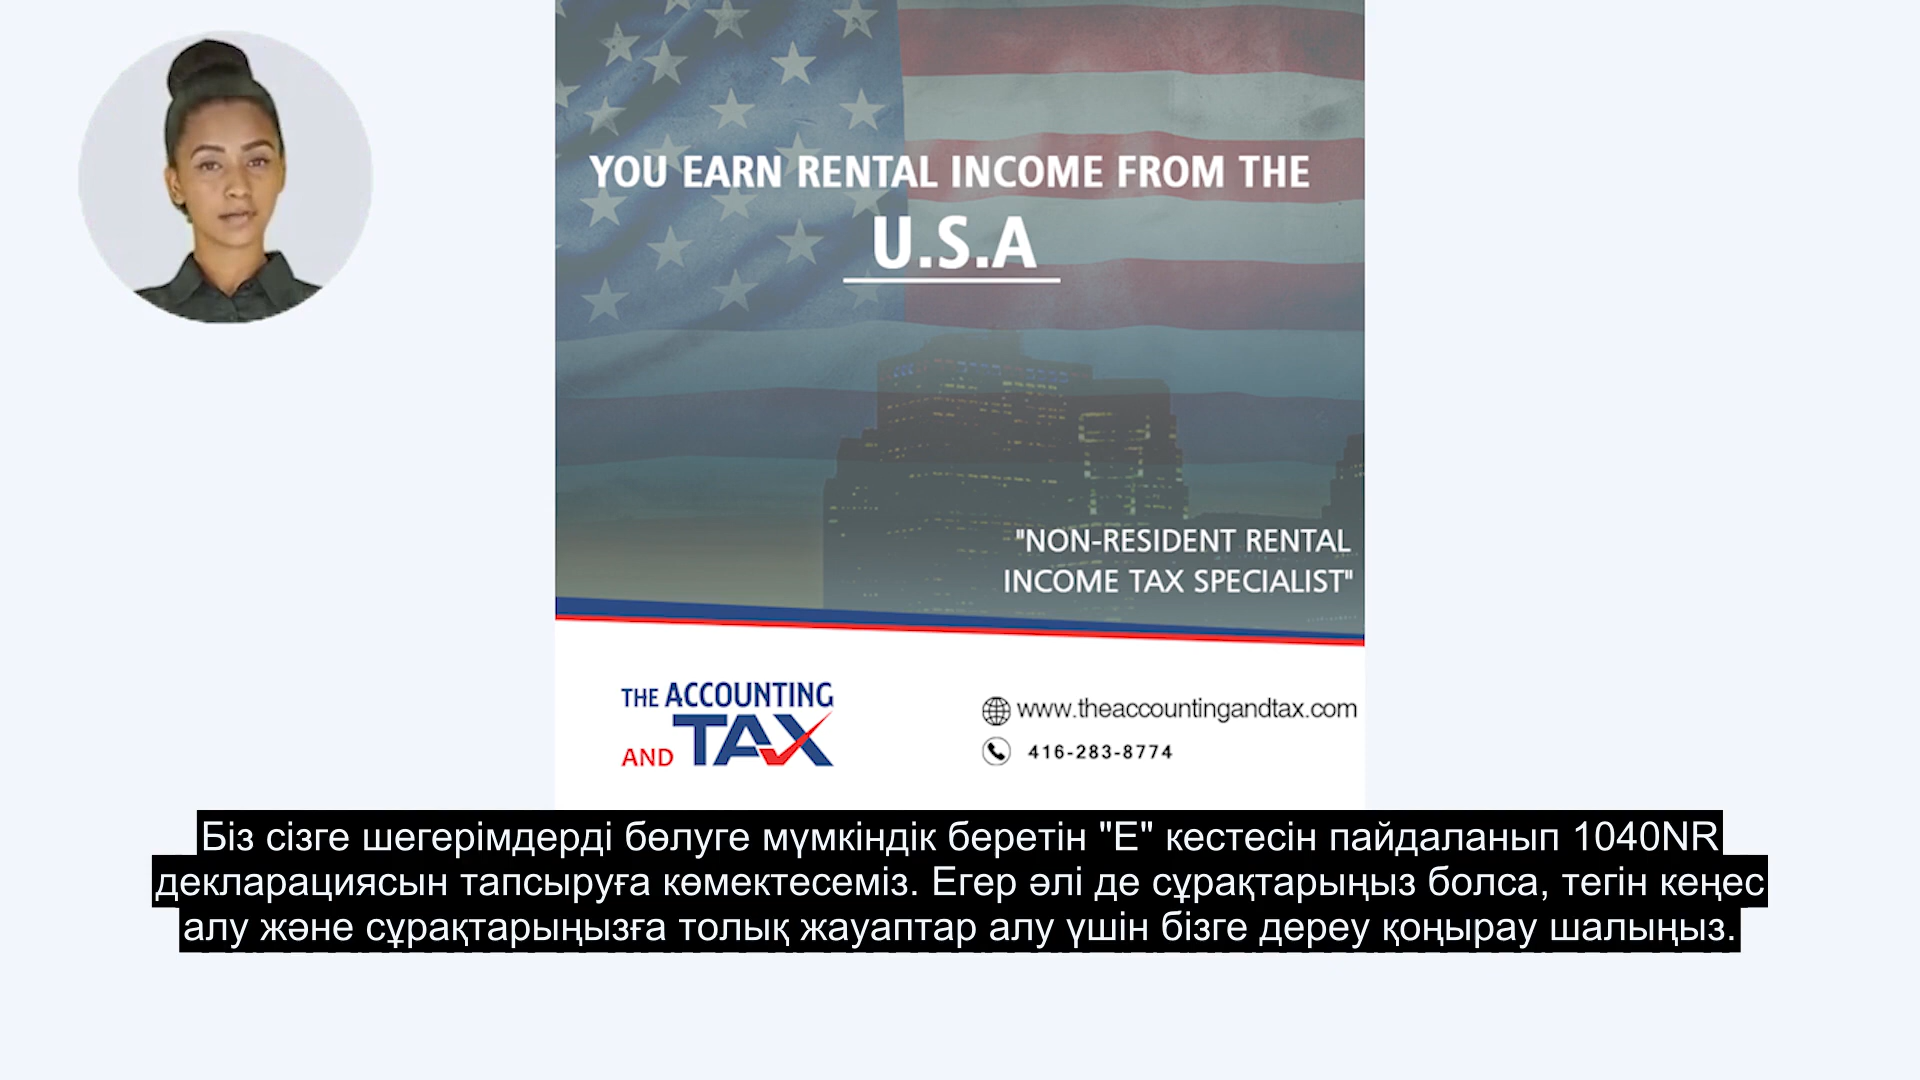 YOU EARN RENTAL INCOME FROM THE
U.S.A
"NON-RESIDENT RENTAL
INCOME TAX SPECIALIST"
THE ACCOUNTING
AND TAX
www.theaccountingandtax.com
416-283-8774
Біз сізге шегерімдерді бөлуге мүмкіндік беретін "Е" кестесін пайдаланып 1040NR
декларациясын тапсыруға көмектесеміз. Егер әлі де сұрақтарыңыз болса, тегін кеңес
алу және сұрақтарыңызға толық жауаптар алу үшін бізге дереу қоңырау шалыңыз.